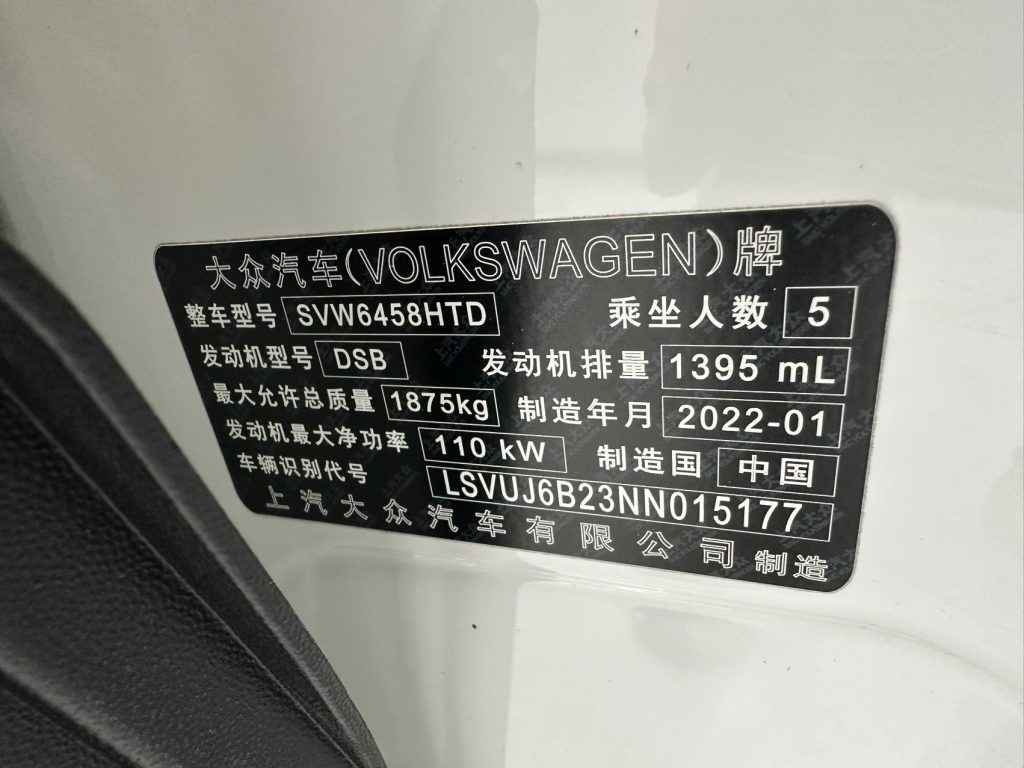 大众汽车(VOLKSWAGEN)牌
整车型号 SVW6458HTD 乘坐人数 5
发动机型号 DSB 发动机排量 1395 mL
最大允许总质量 1875kg 制造年月 2022-01
发动机最大净功率 110 kW 制造国 中国
车辆识别代号 LSVUJ6B23NN015177
上汽大众汽车有限公司 制造